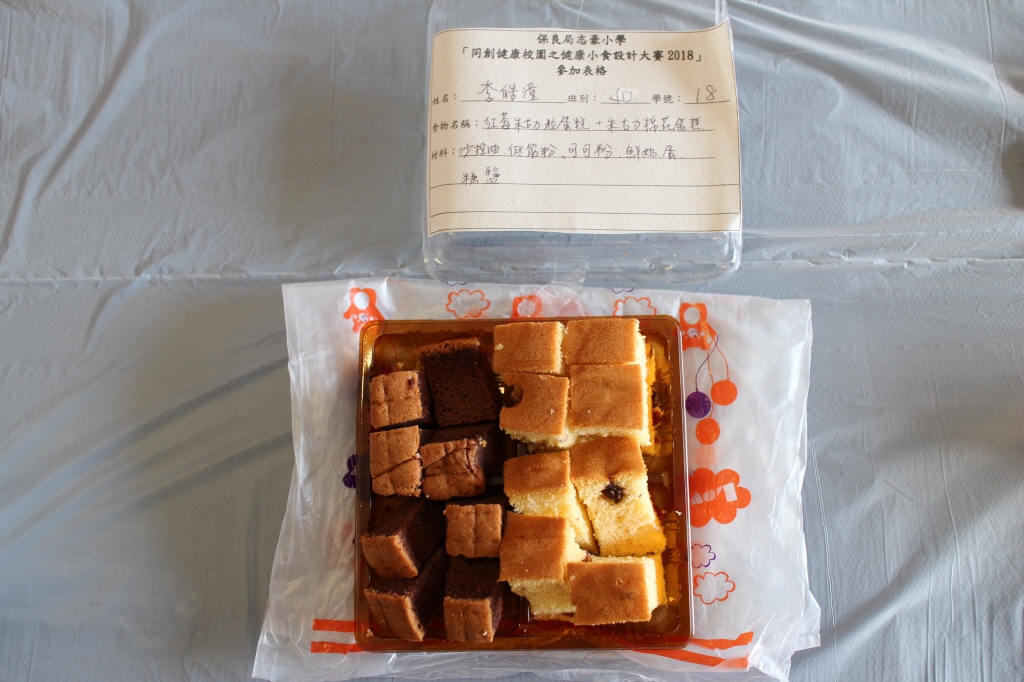 保良局志豪小學
「同創健康校園之健康小食設計大賽2018」
參加表格
姓名：李皓 班別：4D 學號：18
食物名稱：紅莓朱古力粒蛋糕+朱古力棉花蛋糕
材料：沙拉油、低筋粉、可可粉、鮮奶、蛋
糖 鹽